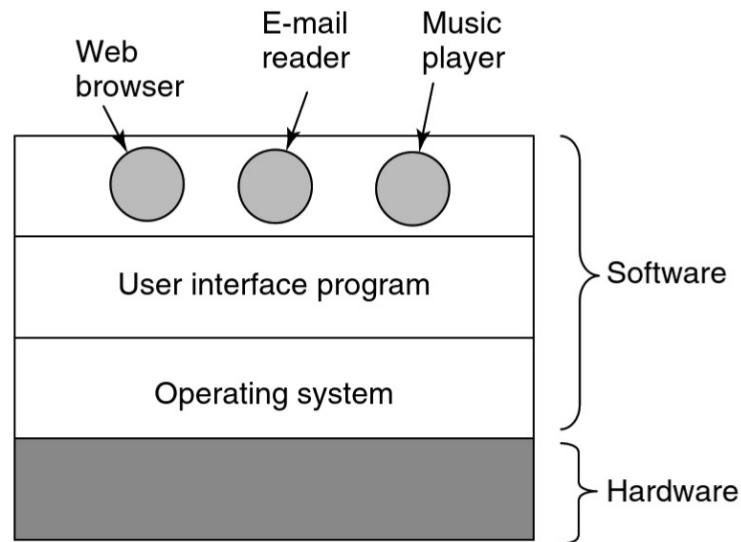 Web
browser
E-mail
reader
Music
player
User interface program
Operating system
Software
Hardware